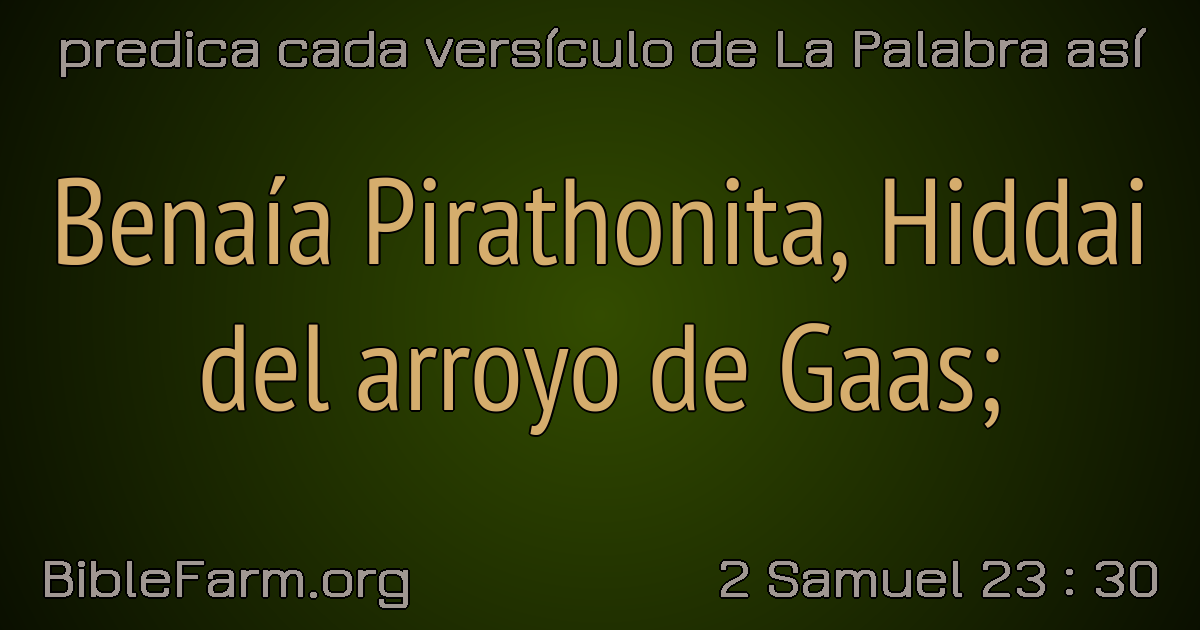 predica cada versículo de La Palabra así
Benaía Pirathonita, Hiddai
del arroyo de Gaas;
BibleFarm.org
2 Samuel 23 : 30